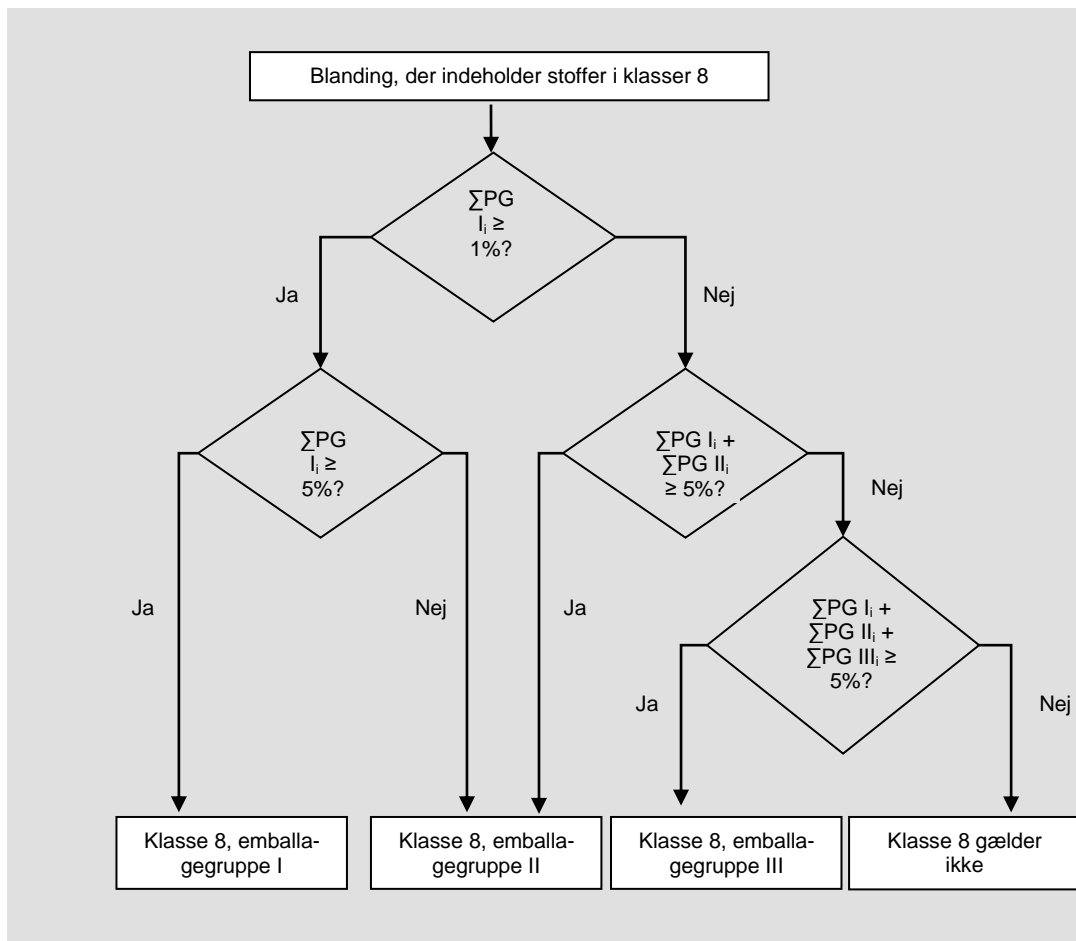 Blanding, der indeholder stoffer i klasser 8
∑PG
Iᵢ ≥
1%?
Ja
Nej
∑PG
Iᵢ ≥
5%?
∑PG Iᵢ +
∑PG IIᵢ
≥ 5%?
Nej
Ja
Nej
Ja
∑PG Iᵢ +
∑PG IIᵢ +
∑PG IIIᵢ ≥
5%?
Ja
Nej
Klasse 8, emballa-
gegruppe I
Klasse 8, emballa-
gegruppe II
Klasse 8, emballa-
gegruppe III
Klasse 8 gælder
ikke